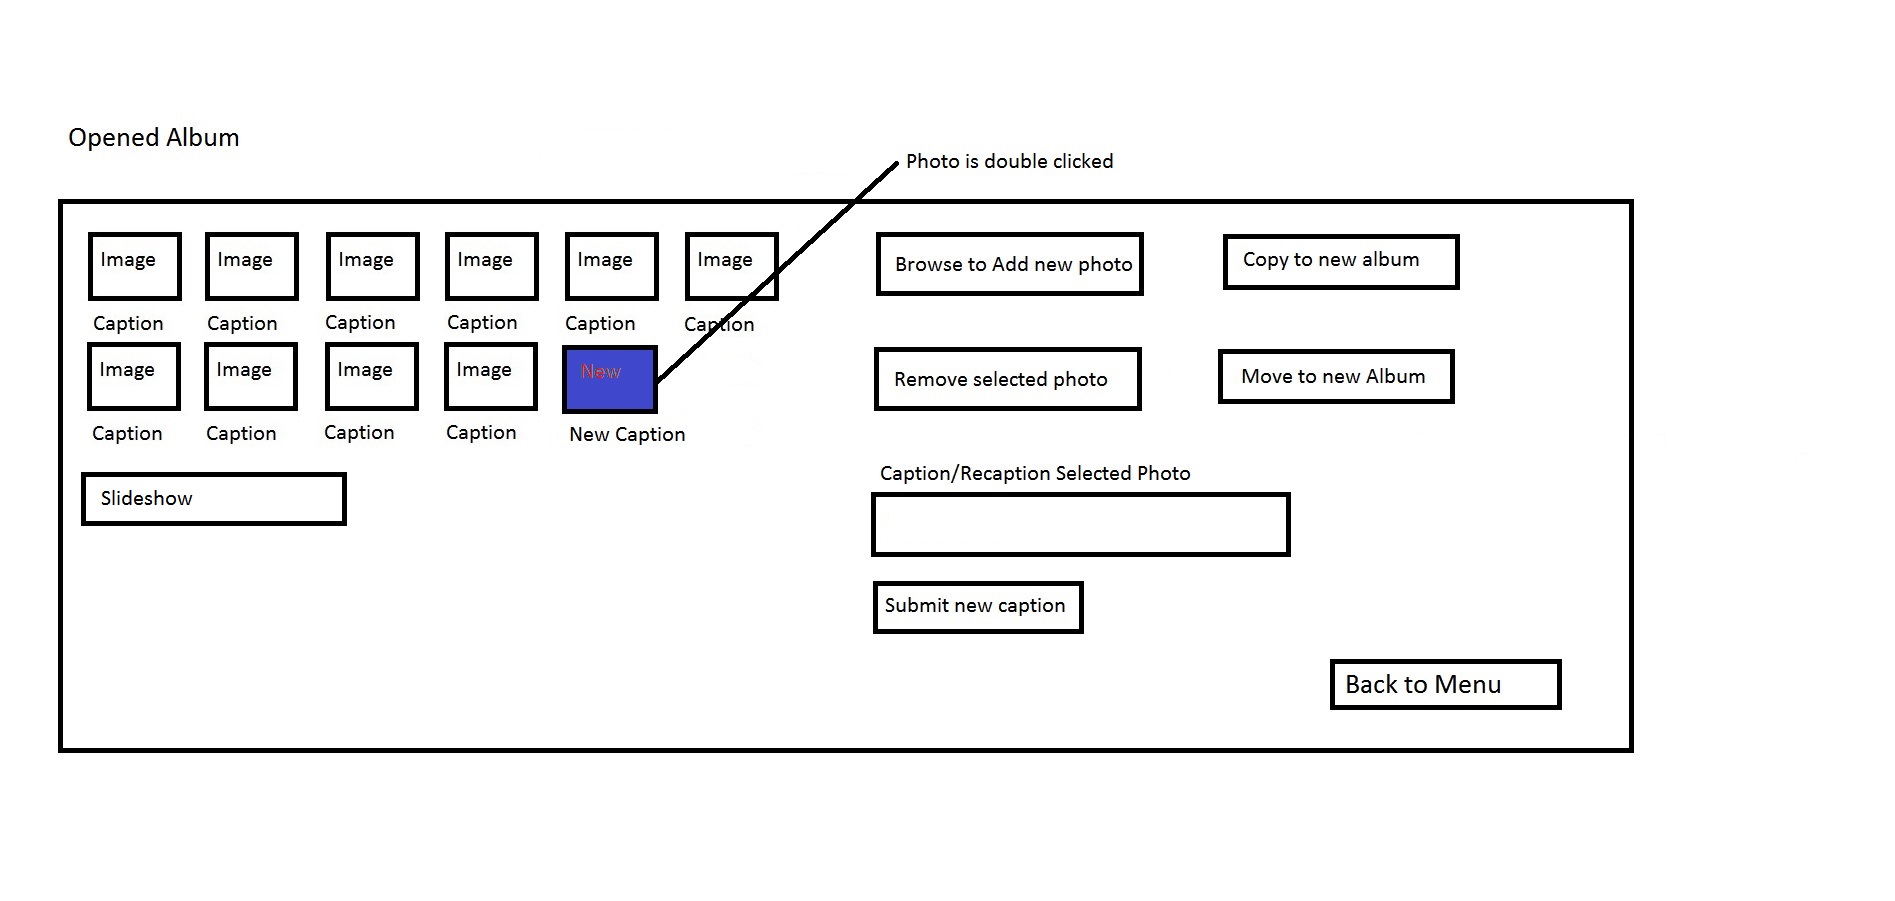 Opened Album
Photo is double clicked
Image Image Image Image Image Image
Caption Caption Caption Caption Caption Caption
Image Image Image Image New
Caption Caption Caption Caption New Caption
Slideshow
Browse to Add new photo
Copy to new album
Remove selected photo
Move to new Album
Caption/Recaption Selected Photo
Submit new caption
Back to Menu